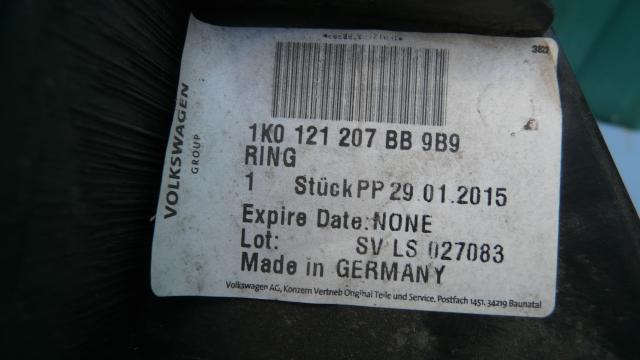 3822
VOLKSWAGEN
GROUP
1K0 121 207 BB 9B9
RING
1 Stück PP 29.01.2015
Expire Date: NONE
Lot: SV LS 027083
Made in GERMANY
Volkswagen AG, Konzern Vertrieb Original Teile und Service, Postfach 1451, 34219 Baunatal